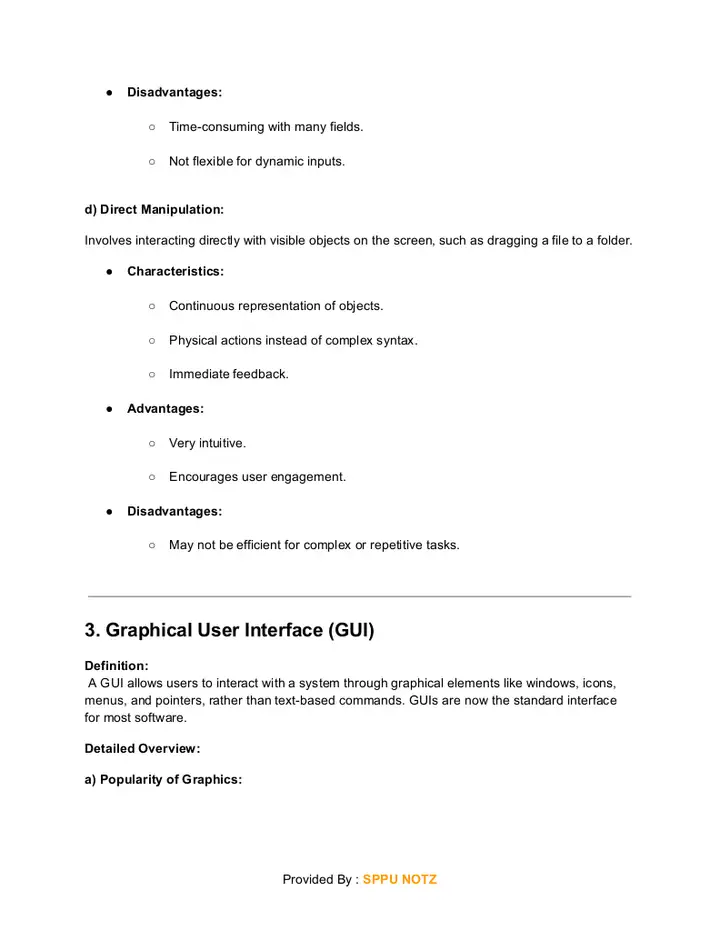 ● Disadvantages:
○ Time-consuming with many fields.
○ Not flexible for dynamic inputs.
d) Direct Manipulation:
Involves interacting directly with visible objects on the screen, such as dragging a file to a folder.
● Characteristics:
○ Continuous representation of objects.
○ Physical actions instead of complex syntax.
○ Immediate feedback.
● Advantages:
○ Very intuitive.
○ Encourages user engagement.
● Disadvantages:
○ May not be efficient for complex or repetitive tasks.
3. Graphical User Interface (GUI)
Definition:
A GUI allows users to interact with a system through graphical elements like windows, icons,
menus, and pointers, rather than text-based commands. GUIs are now the standard interface
for most software.
Detailed Overview:
a) Popularity of Graphics:
Provided By : SPPU NOTZ